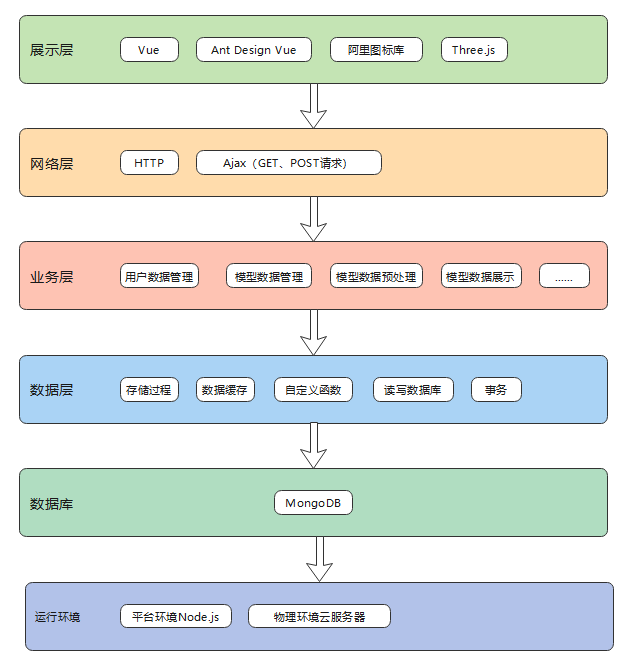 展示层 Vue Ant Design Vue 阿里图标库 Three.js
网络层 HTTP Ajax（GET、POST请求）
业务层 用户数据管理 模型数据管理 模型数据预处理 模型数据展示 ......
数据层 存储过程 数据缓存 自定义函数 读写数据库 事务
数据库 MongoDB
运行环境 平台环境Node.js 物理环境云服务器